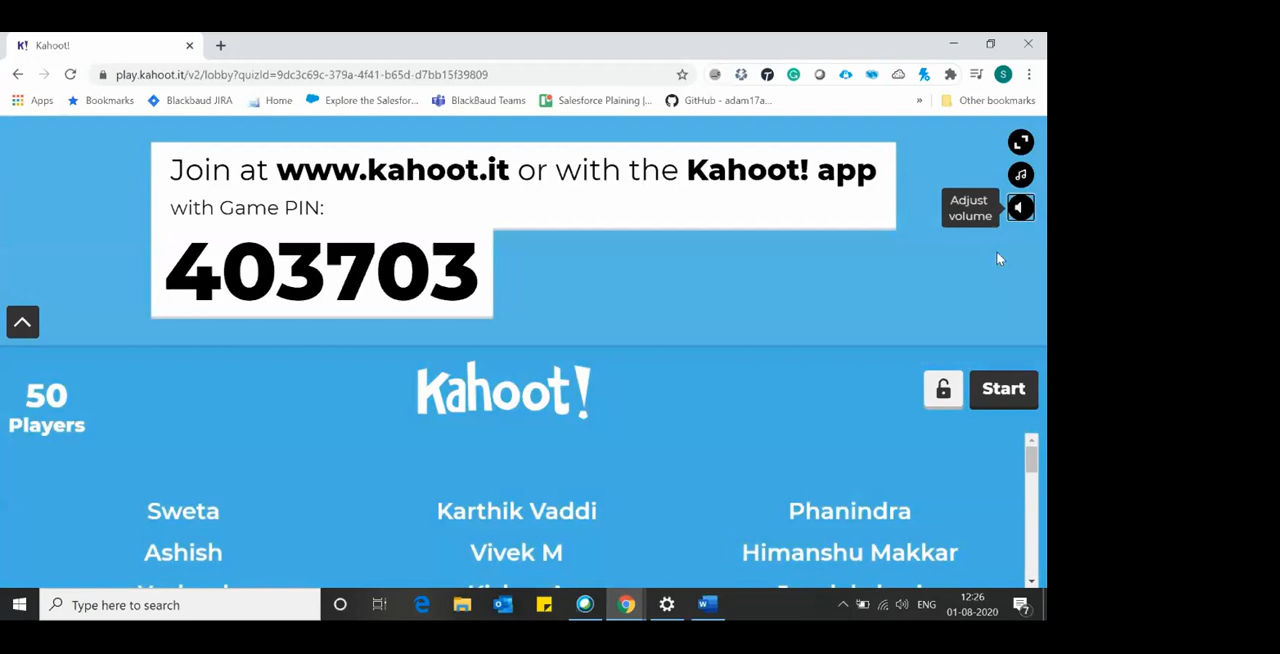 K! Kahoot!
play.kahoot.it/v2/lobby?quizId=9dc3c69c-379a-4f41-b65d-d7bb15f39809
S
Apps Bookmarks Blackbaud JIRA Home Explore the Salesfor... BlackBaud Teams Salesforce Plaining |... GitHub - adam17a... » Other bookmarks
Join at www.kahoot.it or with the Kahoot! app
with Game PIN:
403703
Adjust
volume
50
Players
Kahoot!
Start
Sweta Karthik Vaddi Phanindra
Ashish Vivek M Himanshu Makkar
Type here to search
ENG
12:26
01-08-2020
7